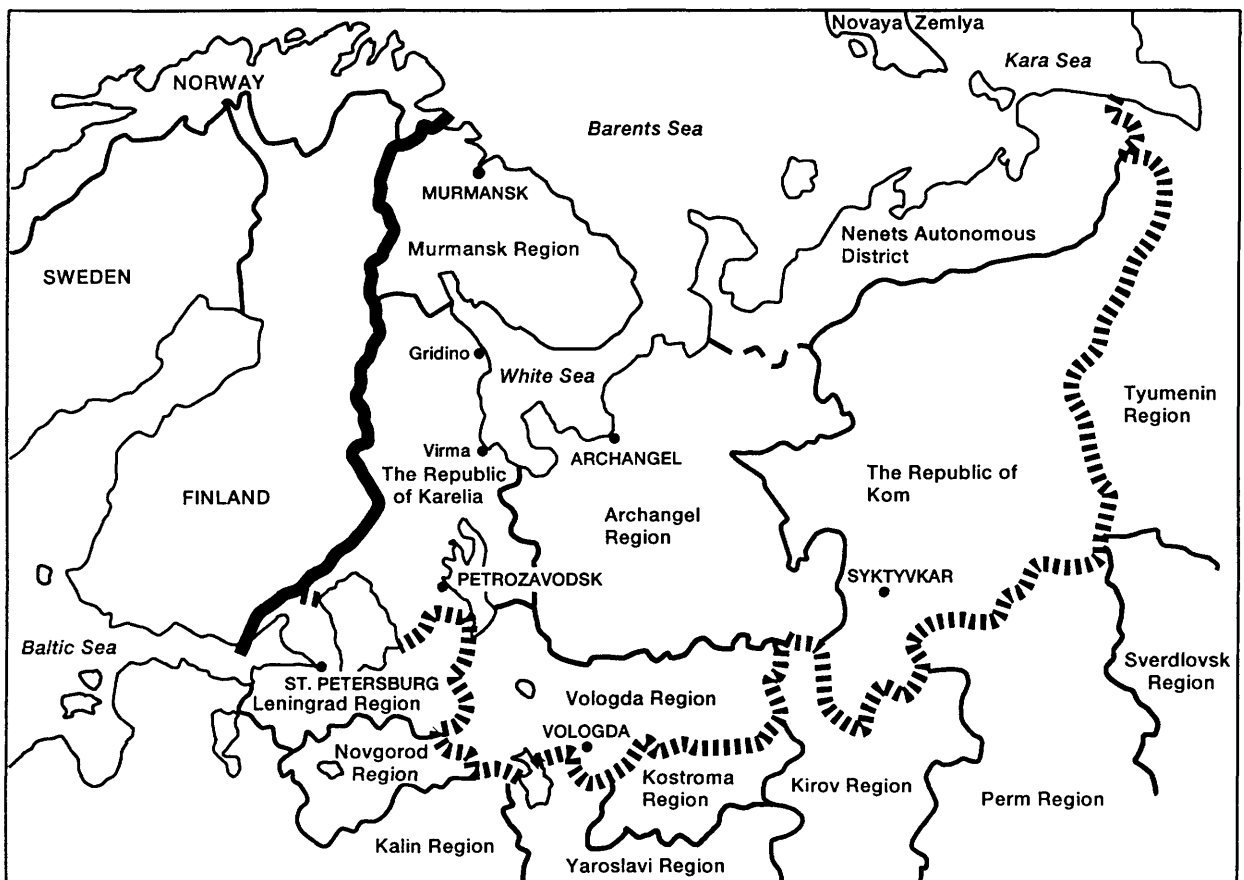 Novaya Zemlya
Kara Sea
NORWAY
Barents Sea
MURMANSK
Nenets Autonomous
District
Murmansk Region
SWEDEN
Gridino
White Sea
Tyumenin
Region
Virma
ARCHANGEL
The Republic
of Karelia
The Republic of
Kom
FINLAND
Archangel
Region
PETROZAVODSK
SYKTYVKAR
Baltic Sea
ST. PETERSBURG
Leningrad Region
Vologda Region
Sverdlovsk
Region
VOLOGDA
Novgorod
Region
Kostroma
Region
Kirov Region
Perm Region
Kalin Region
Yaroslavi Region